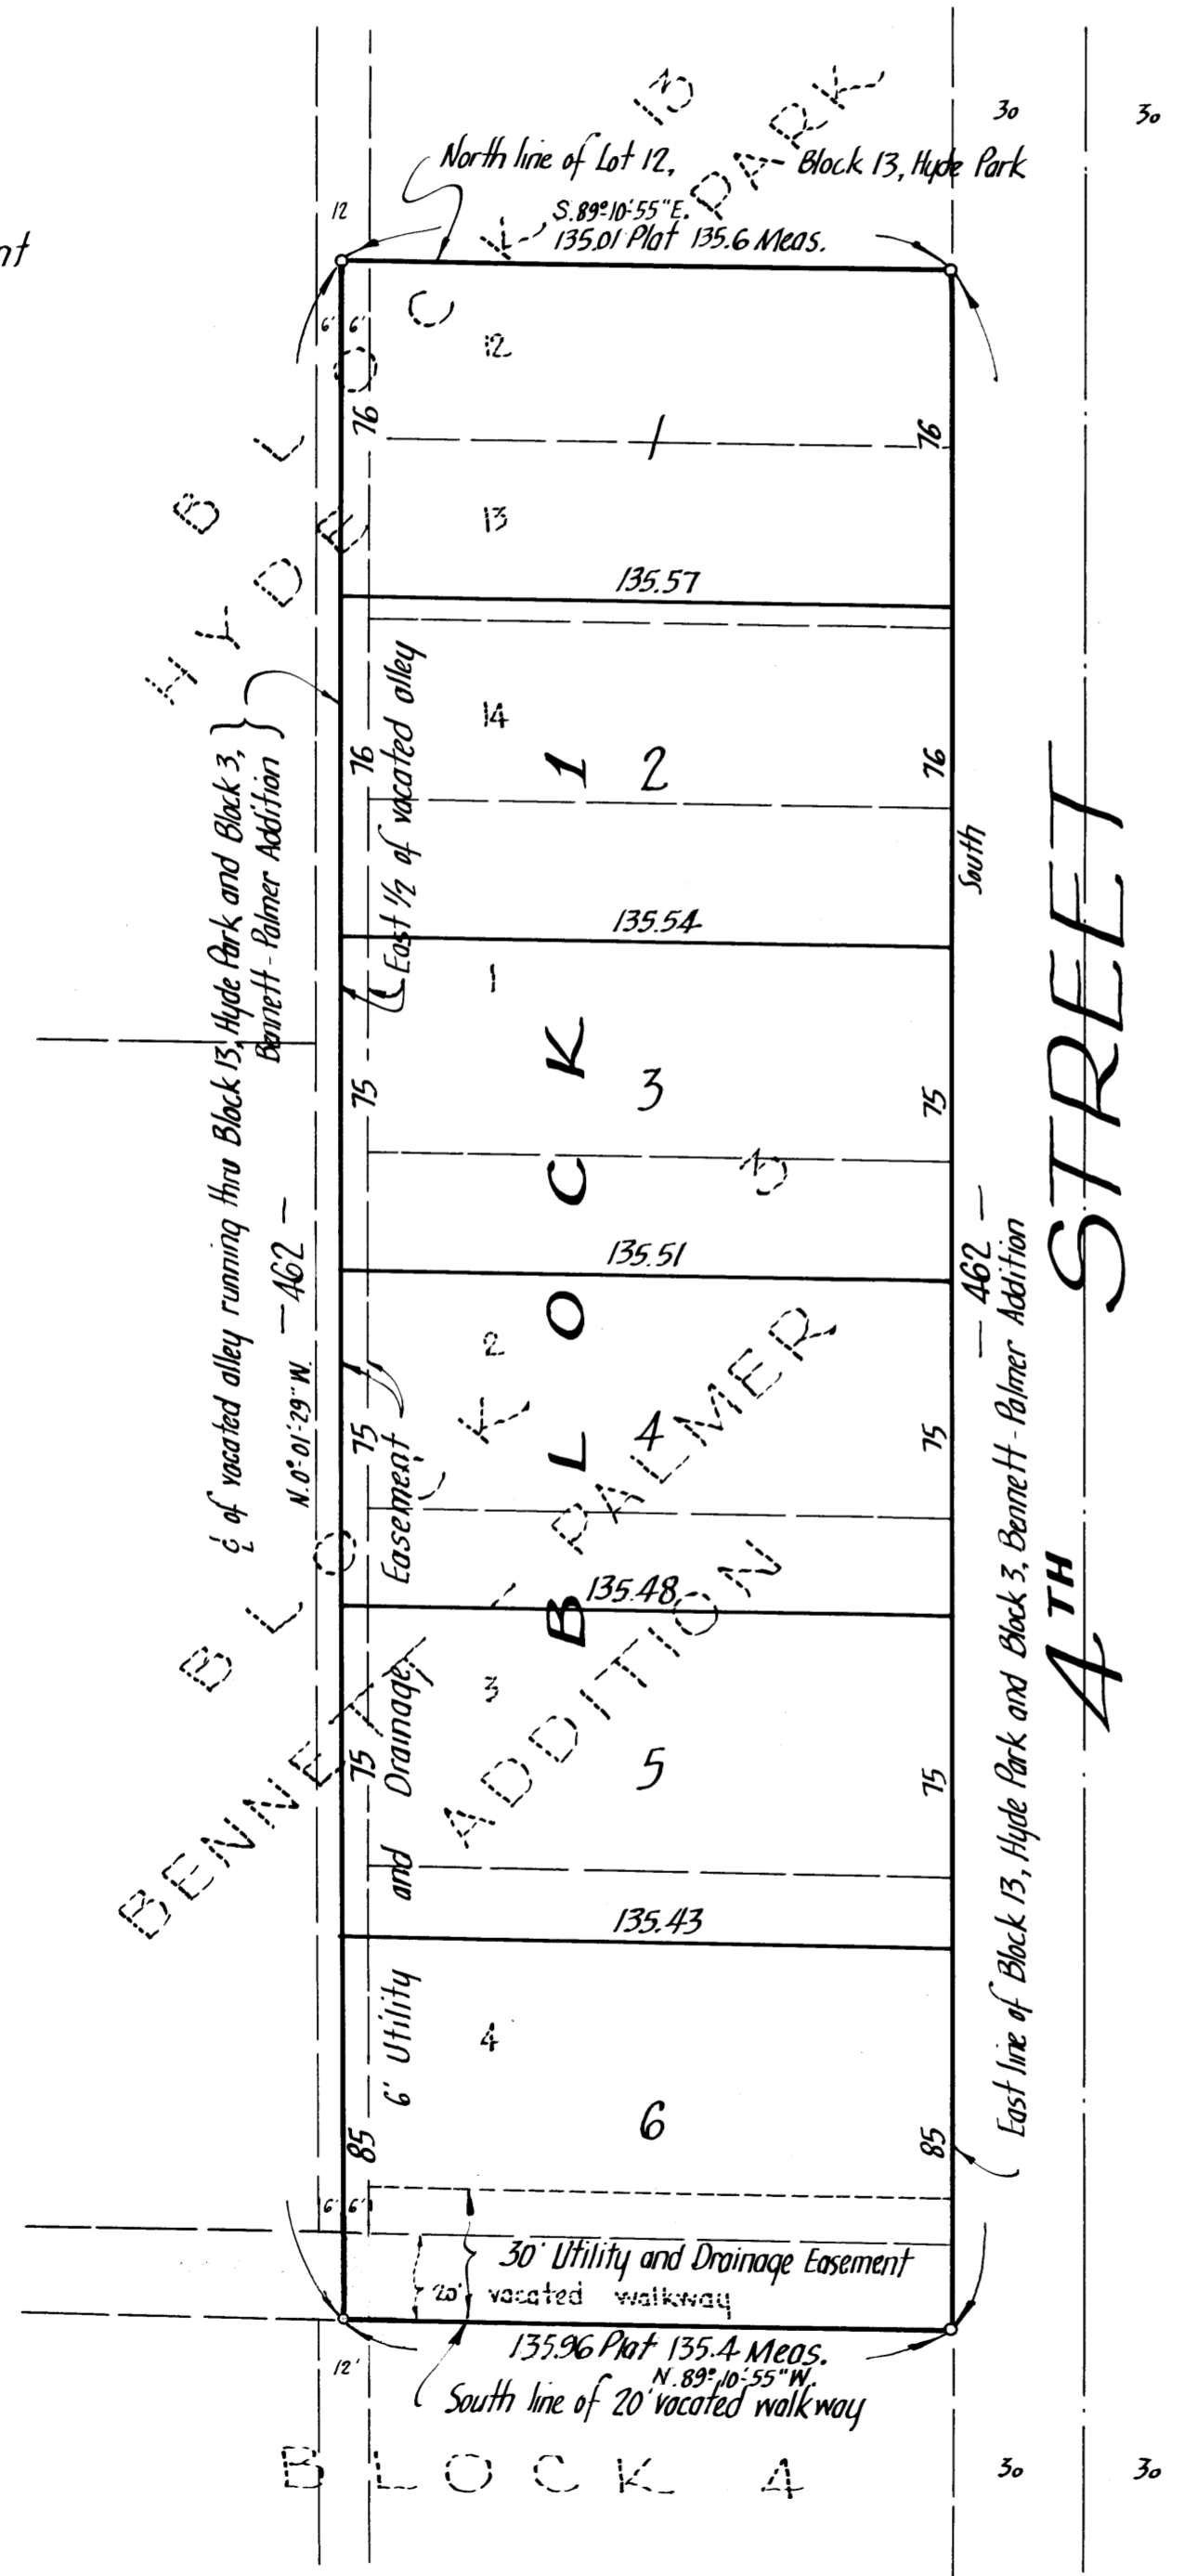 nt
13
PARK
30
30
North line of Lot 12, Block 13, Hyde Park
12
S.89°-10'-55"E.
135.01 Plat 135.6 Meas.
6' 6'
BLOCK
HYDE
12
76
1
76
13
135.57
14
76
2
76
East 1/2 of vacated alley
℄ of vacated alley running thru Block 13, Hyde Park and Block 3,
Bennett-Palmer Addition
South
135.54
1
75
3
75
3
BLOCK 1
135.51
N.0°-01'-29"W. — 462 —
— 462 —
East line of Block 13, Hyde Park and Block 3, Bennett-Palmer Addition
4TH STREET
2
75
4
75
BLOCK
BENNETT - PALMER
ADDITION
135.48
3
75
5
75
135.43
6' Utility and Drainage Easement
4
85
6
85
6' 6'
30' Utility and Drainage Easement
20' vacated walkway
135.96 Plat 135.4 Meas.
N.89°-10'-55"W.
12'
South line of 20' vacated walkway
BLOCK 4
30
30